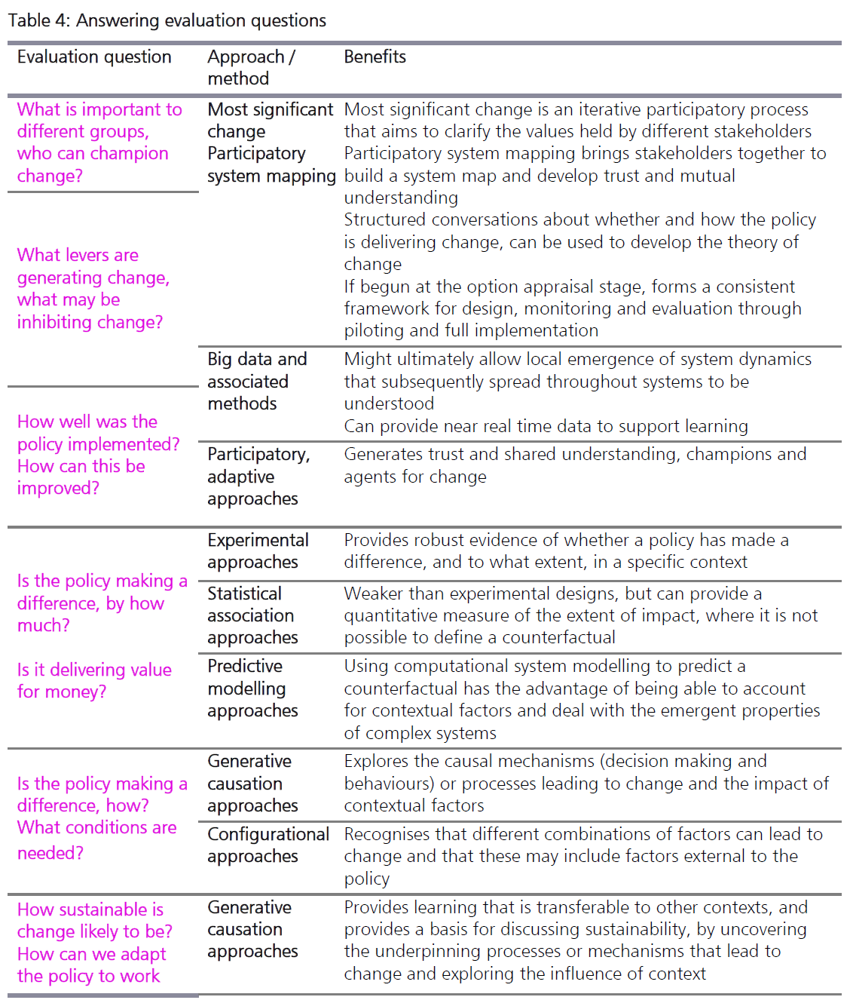 Table 4: Answering evaluation questions
Evaluation question
Approach /
method
Benefits
What is important to
different groups,
who can champion
change?
Most significant
change
Participatory
system mapping
Most significant change is an iterative participatory process
that aims to clarify the values held by different stakeholders
Participatory system mapping brings stakeholders together to
build a system map and develop trust and mutual
understanding
Structured conversations about whether and how the policy
is delivering change, can be used to develop the theory of
change
If begun at the option appraisal stage, forms a consistent
framework for design, monitoring and evaluation through
piloting and full implementation
What levers are
generating change,
what may be
inhibiting change?
Big data and
associated
methods
Might ultimately allow local emergence of system dynamics
that subsequently spread throughout systems to be
understood
Can provide near real time data to support learning
How well was the
policy implemented?
How can this be
improved?
Participatory,
adaptive
approaches
Generates trust and shared understanding, champions and
agents for change
Is the policy making a
difference, by how
much?
Is it delivering value
for money?
Experimental
approaches
Provides robust evidence of whether a policy has made a
difference, and to what extent, in a specific context
Statistical
association
approaches
Weaker than experimental designs, but can provide a
quantitative measure of the extent of impact, where it is not
possible to define a counterfactual
Predictive
modelling
approaches
Using computational system modelling to predict a
counterfactual has the advantage of being able to account
for contextual factors and deal with the emergent properties
of complex systems
Is the policy making a
difference, how?
What conditions are
needed?
Generative
causation
approaches
Explores the causal mechanisms (decision making and
behaviours) or processes leading to change and the impact of
contextual factors
Configurational
approaches
Recognises that different combinations of factors can lead to
change and that these may include factors external to the
policy
How sustainable is
change likely to be?
How can we adapt
the policy to work
Generative
causation
approaches
Provides learning that is transferable to other contexts, and
provides a basis for discussing sustainability, by uncovering
the underpinning processes or mechanisms that lead to
change and exploring the influence of context